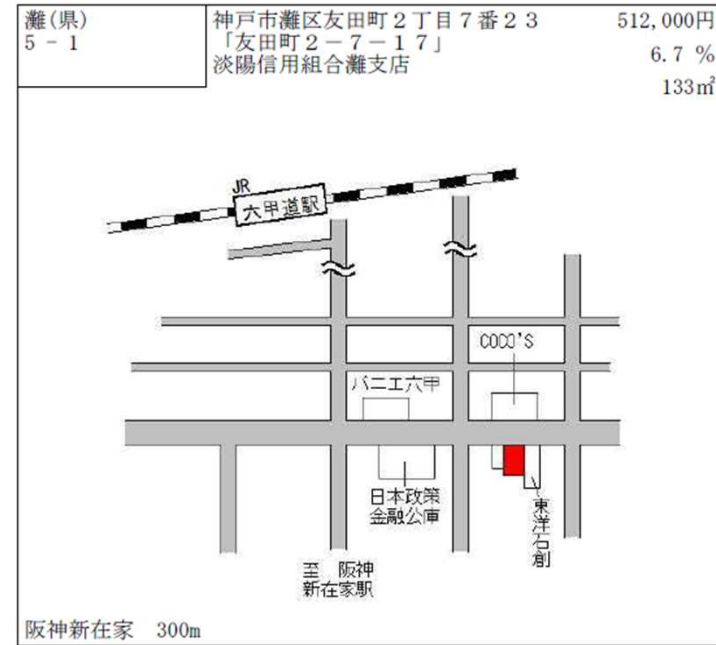 灘(県)
5 - 1
神戸市灘区友田町2丁目7番23
「友田町2-7-17」
淡陽信用組合灘支店
512,000円
6.7 %
133㎡
JR
六甲道駅
COCO'S
バニエ六甲
日本政策
金融公庫
東洋石創
至 阪神
新在家駅
阪神新在家 300m